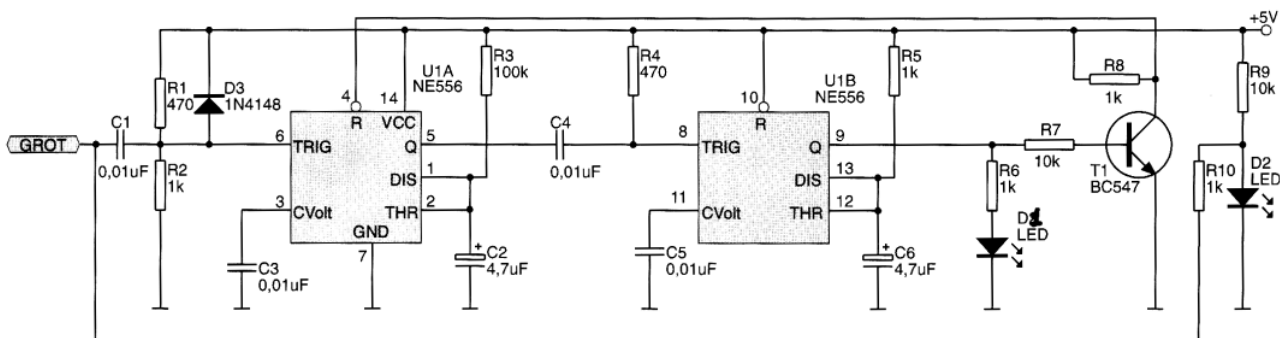 +5V
R1
470
D3
1N4148
4
14
U1A
NE556
R3
100k
R4
470
10
U1B
NE556
R5
1k
R8
1k
R9
10k
GROT
C1
0,01uF
R2
1k
6
TRIG
R
VCC
Q
5
DIS
1
THR
2
CVolt
3
GND
7
C3
0,01uF
C2
4,7uF
C4
0,01uF
8
TRIG
R
Q
9
DIS
13
THR
12
CVolt
11
C5
0,01uF
C6
4,7uF
R6
1k
R7
10k
LED
T1
BC547
R10
1k
D2
LED